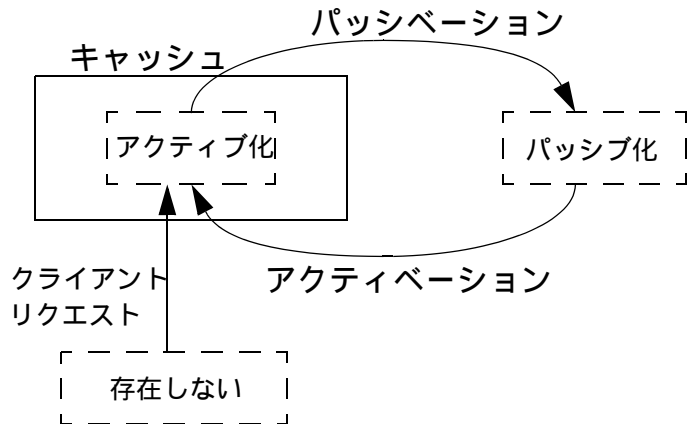 パッシベーション
キャッシュ
アクティブ化
パッシブ化
クライアント
リクエスト
アクティベーション
存在しない